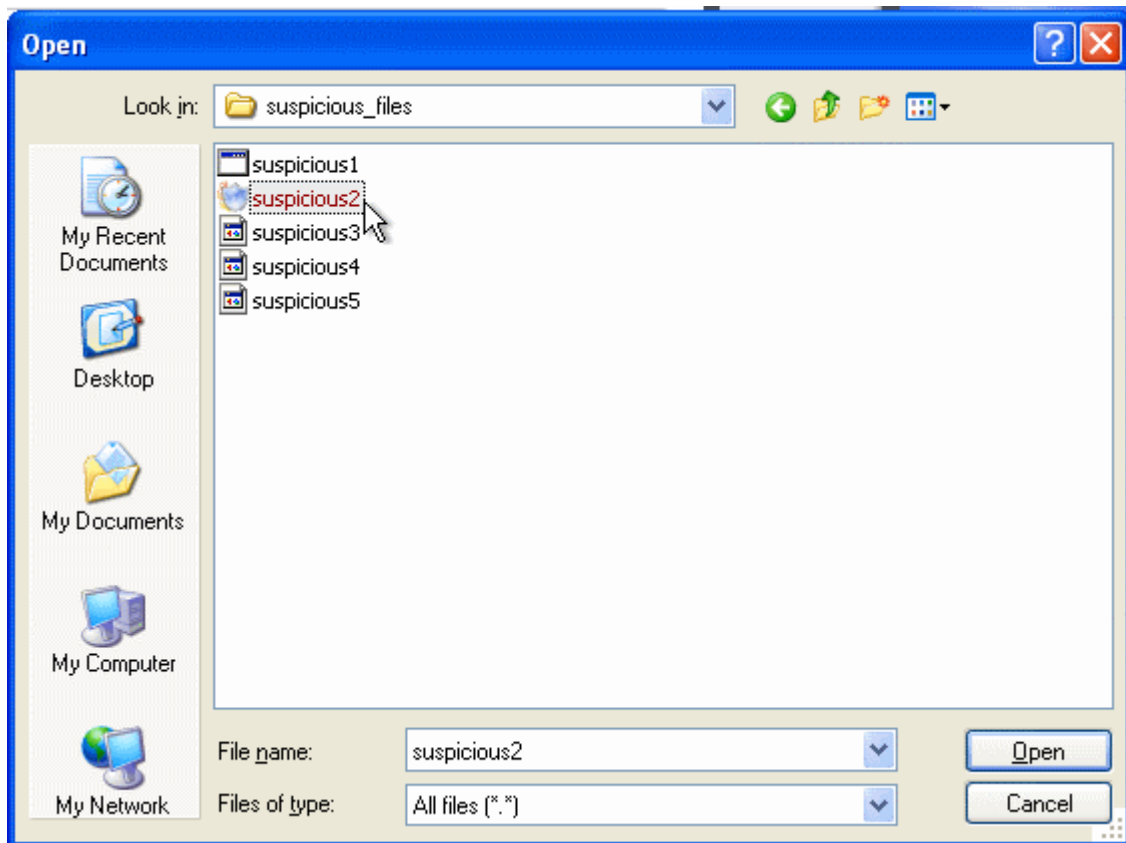 Open
Look in:
suspicious_files
suspicious1
suspicious2
suspicious3
suspicious4
suspicious5
My Recent
Documents
Desktop
My Documents
My Computer
My Network
File name:
suspicious2
Open
Files of type:
All files (*.*)
Cancel